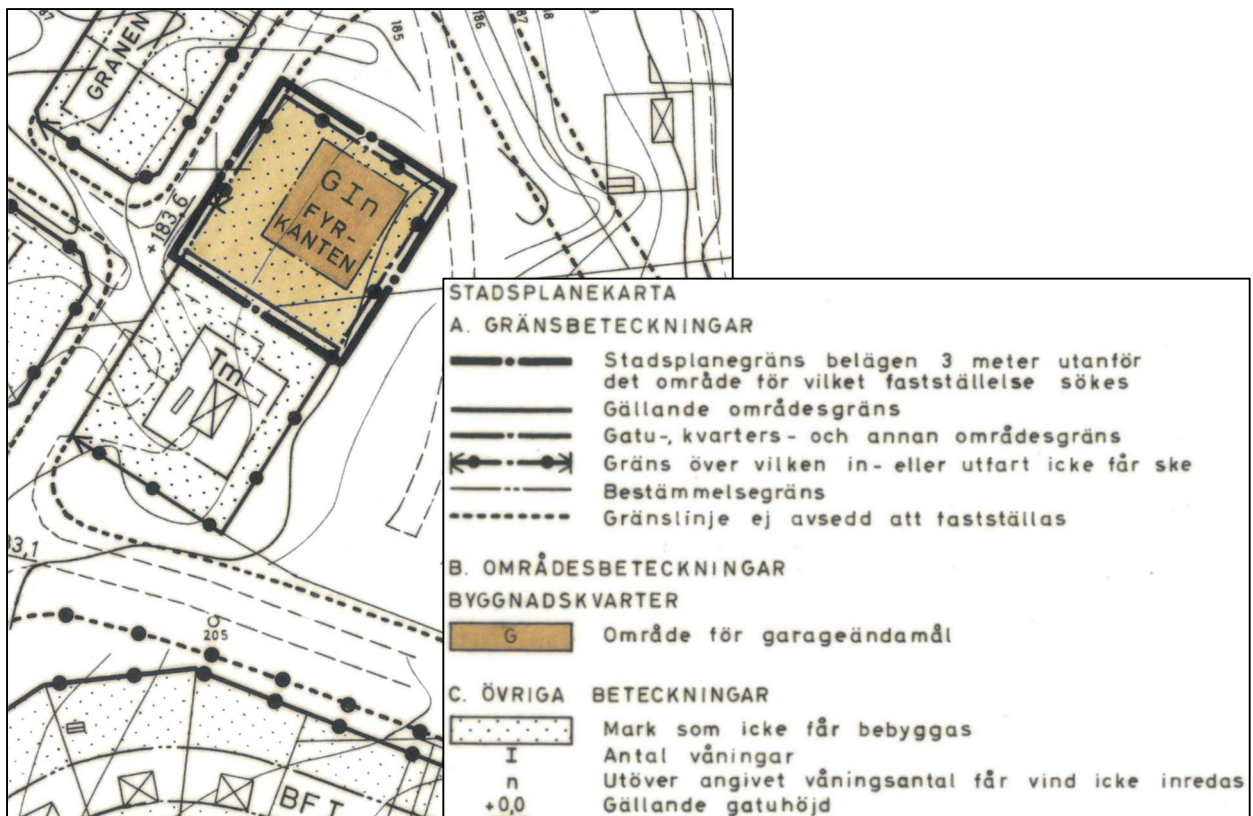 GRANEN
185
186
87
+183,6
GIn
FYR-
KANTEN
Tm
205
BF I
STADSPLANEKARTA
A. GRÄNSBETECKNINGAR
Stadsplanegräns belägen 3 meter utanför
det område för vilket fastställelse sökes
Gällande områdesgräns
Gatu-, kvarters- och annan områdesgräns
Gräns över vilken in- eller utfart icke får ske
Bestämmelsegräns
Gränslinje ej avsedd att fastställas
B. OMRÅDESBETECKNINGAR
BYGGNADSKVARTER
G Område för garageändamål
C. ÖVRIGA BETECKNINGAR
Mark som icke får bebyggas
I Antal våningar
n Utöver angivet våningsantal får vind icke inredas
+0,0 Gällande gatuhöjd